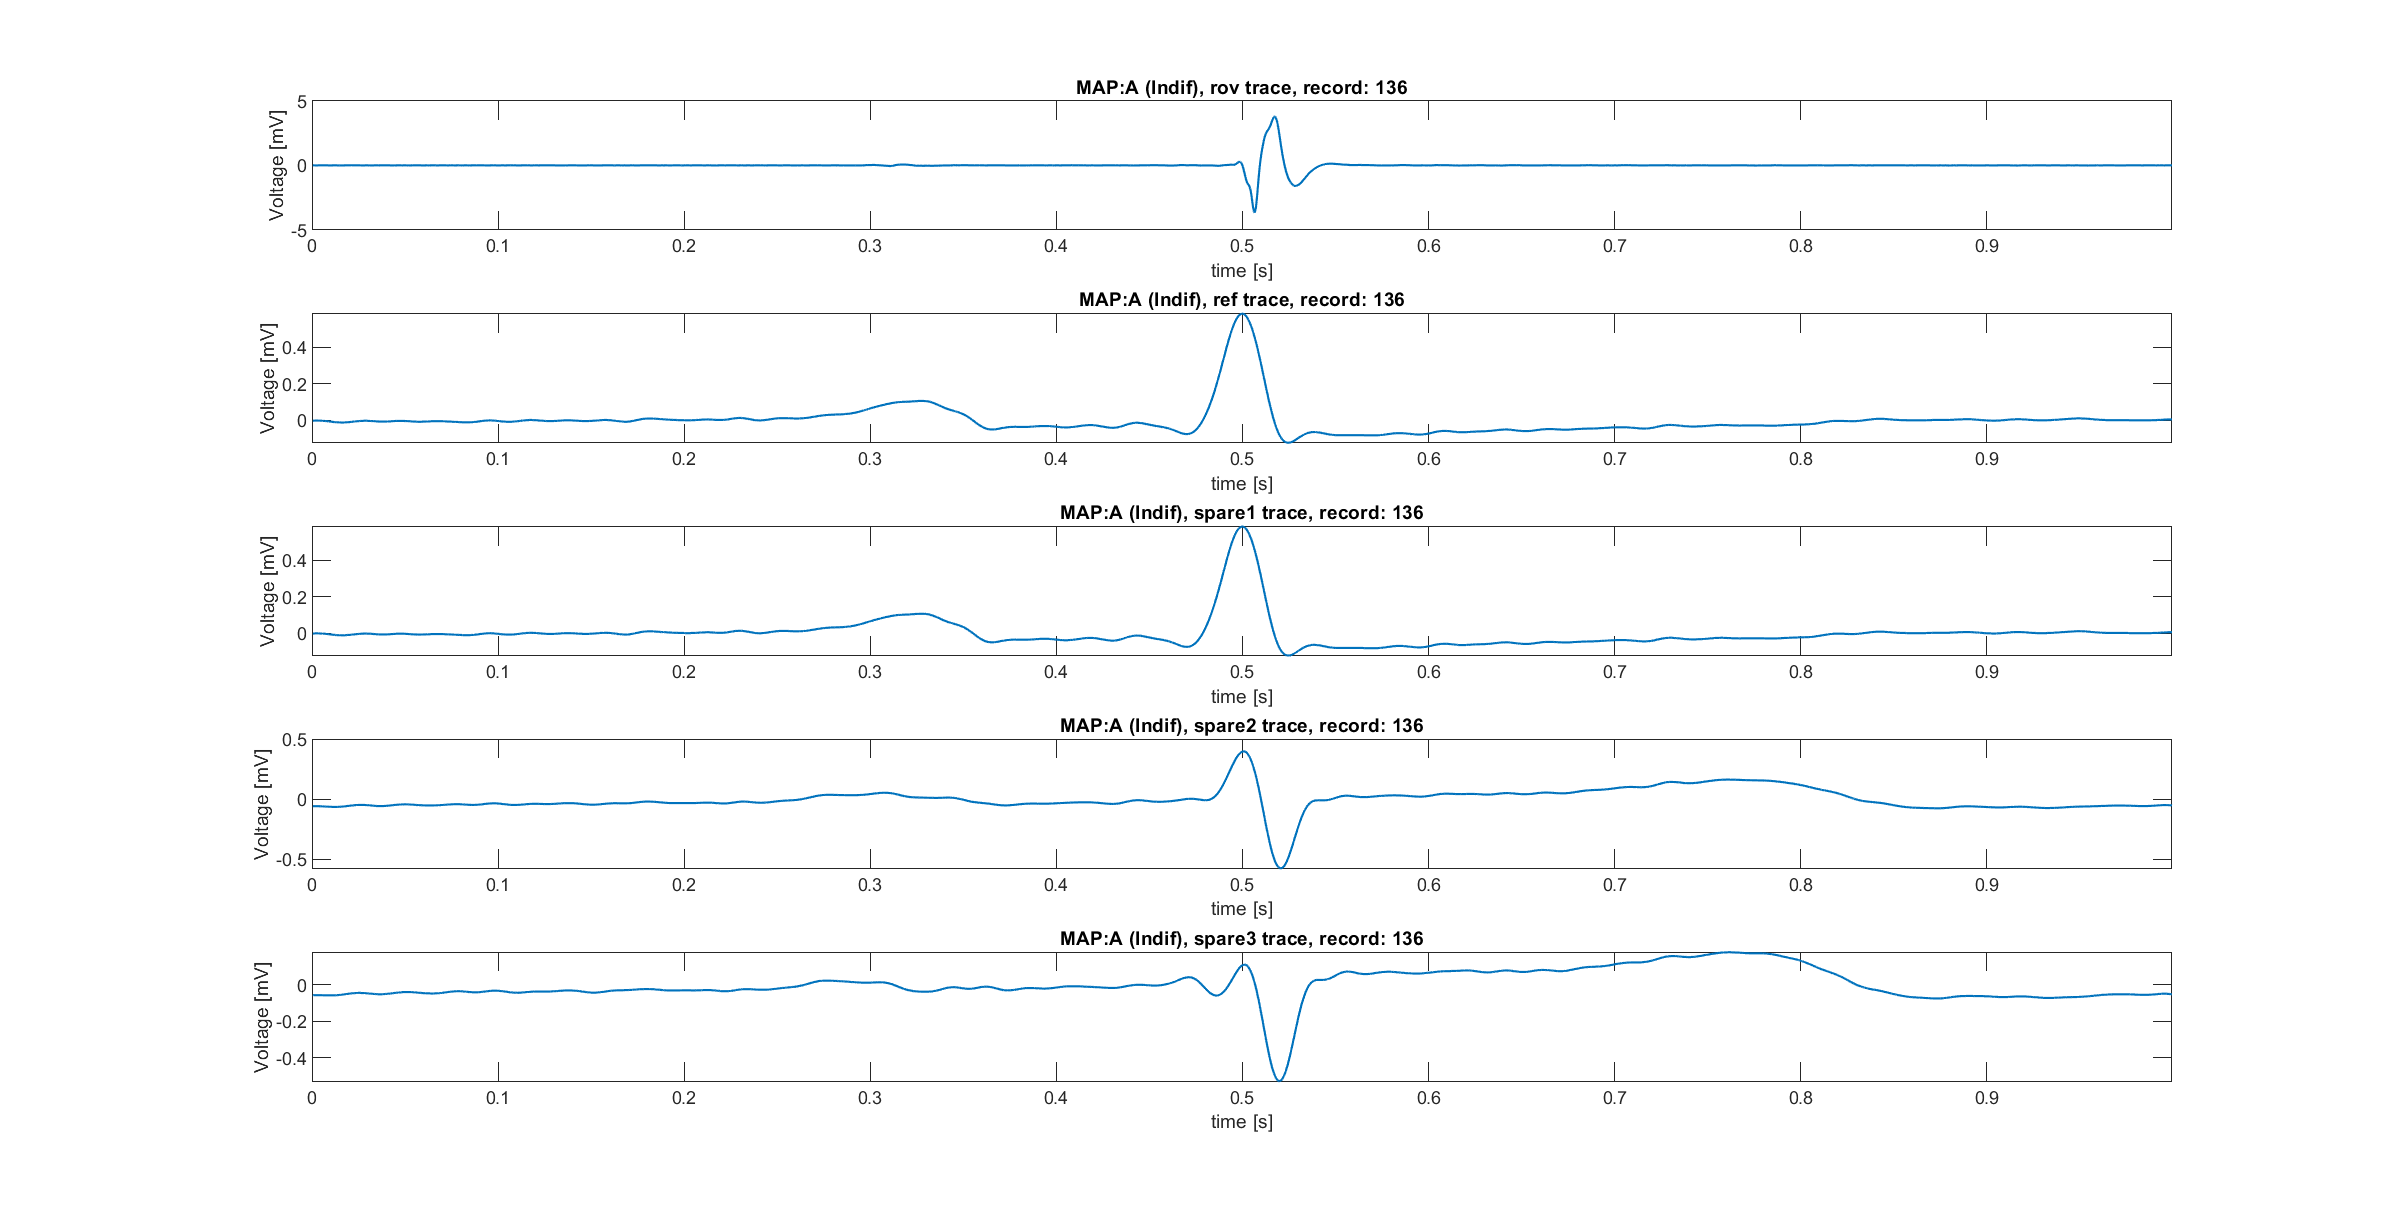 MAP:A (Indif), rov trace, record: 136
Voltage [mV]
5
0
-5
0 0.1 0.2 0.3 0.4 0.5 0.6 0.7 0.8 0.9
time [s]
MAP:A (Indif), ref trace, record: 136
Voltage [mV]
0.4
0.2
0
0 0.1 0.2 0.3 0.4 0.5 0.6 0.7 0.8 0.9
time [s]
MAP:A (Indif), spare1 trace, record: 136
Voltage [mV]
0.4
0.2
0
0 0.1 0.2 0.3 0.4 0.5 0.6 0.7 0.8 0.9
time [s]
MAP:A (Indif), spare2 trace, record: 136
Voltage [mV]
0.5
0
-0.5
0 0.1 0.2 0.3 0.4 0.5 0.6 0.7 0.8 0.9
time [s]
MAP:A (Indif), spare3 trace, record: 136
Voltage [mV]
0
-0.2
-0.4
0 0.1 0.2 0.3 0.4 0.5 0.6 0.7 0.8 0.9
time [s]